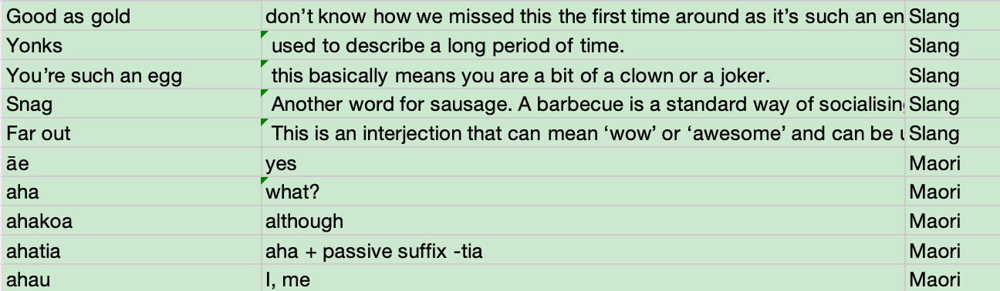 Good as gold don’t know how we missed this the first time around as it’s such an en Slang
Yonks used to describe a long period of time. Slang
You’re such an egg this basically means you are a bit of a clown or a joker. Slang
Snag Another word for sausage. A barbecue is a standard way of socialising Slang
Far out This is an interjection that can mean ‘wow’ or ‘awesome’ and can be Slang
āe yes Maori
aha what? Maori
ahakoa although Maori
ahatia aha + passive suffix -tia Maori
ahau I, me Maori